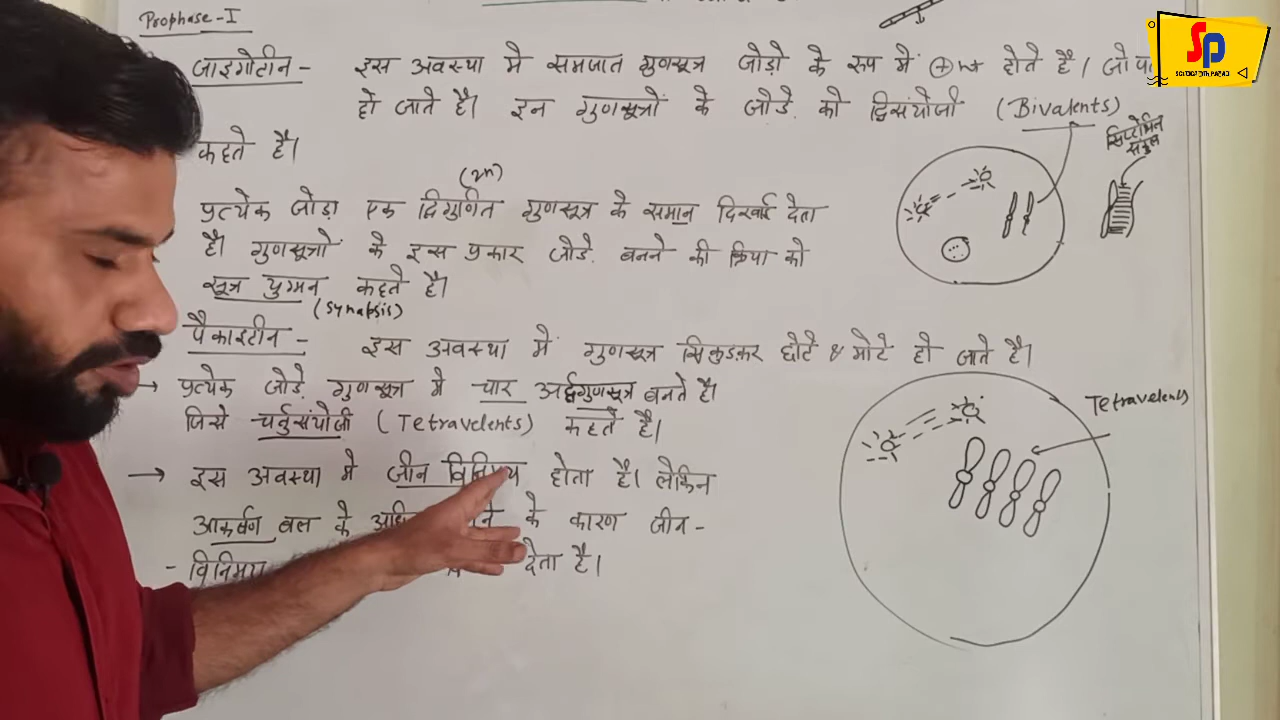 Prophase-I
जाइगोटीन - इस अवस्था में समजात गुणसूत्र जोड़ो के रूप में होते है। जो
हो जाते है। इन गुणसूत्रों के जोडे. को द्विसंयोजी (Bivalents)
कहते है।
सिप्टोमिन
(2n)
प्रत्येक जोड़ा एक द्विगुणित गुणसूत्र के समान दिखाई देता
है। गुणसूत्रों के इस प्रकार जोडे. बनने की क्रिया को
सूत्र युग्मन कहते है।
(Synapsis)
पैकाइटीन - इस अवस्था में गुणसूत्र सिकुडकर छोटे & मोटे हो जाते है।
→ प्रत्येक जोडे. गुणसूत्र मे चार अर्द्धगुणसूत्र बनते है।
जिसे चर्तुसंयोजी (Tetravelents) कहते है।
Tetravelents
→ इस अवस्था मे जीन विनिमय होता है। लेकिन
आकर्षण बल के के कारण जीन -
- विनिमय देता है।
SP